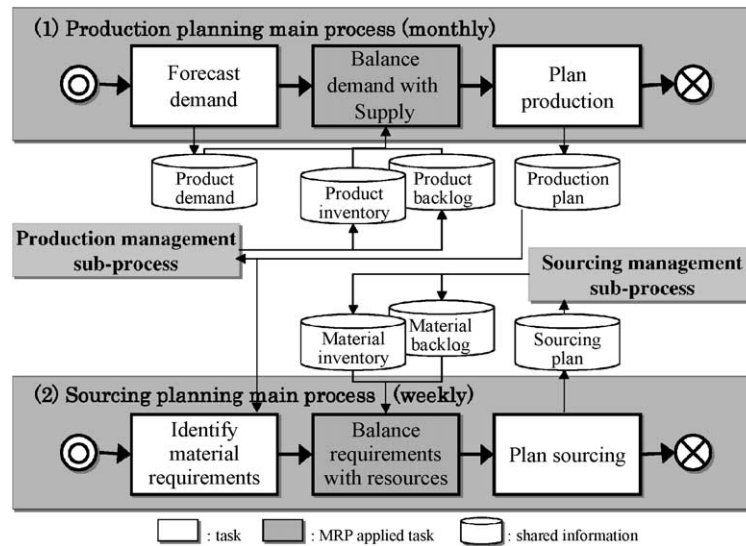 (1) Production planning main process (monthly)
Forecast
demand
Balance
demand with
Supply
Plan
production
Product
demand
Product
inventory
Product
backlog
Production
plan
Production management
sub-process
Sourcing management
sub-process
Material
inventory
Material
backlog
Sourcing
plan
(2) Sourcing planning main process (weekly)
Identify
material
requirements
Balance
requirements
with resources
Plan sourcing
: task
: MRP applied task
: shared information